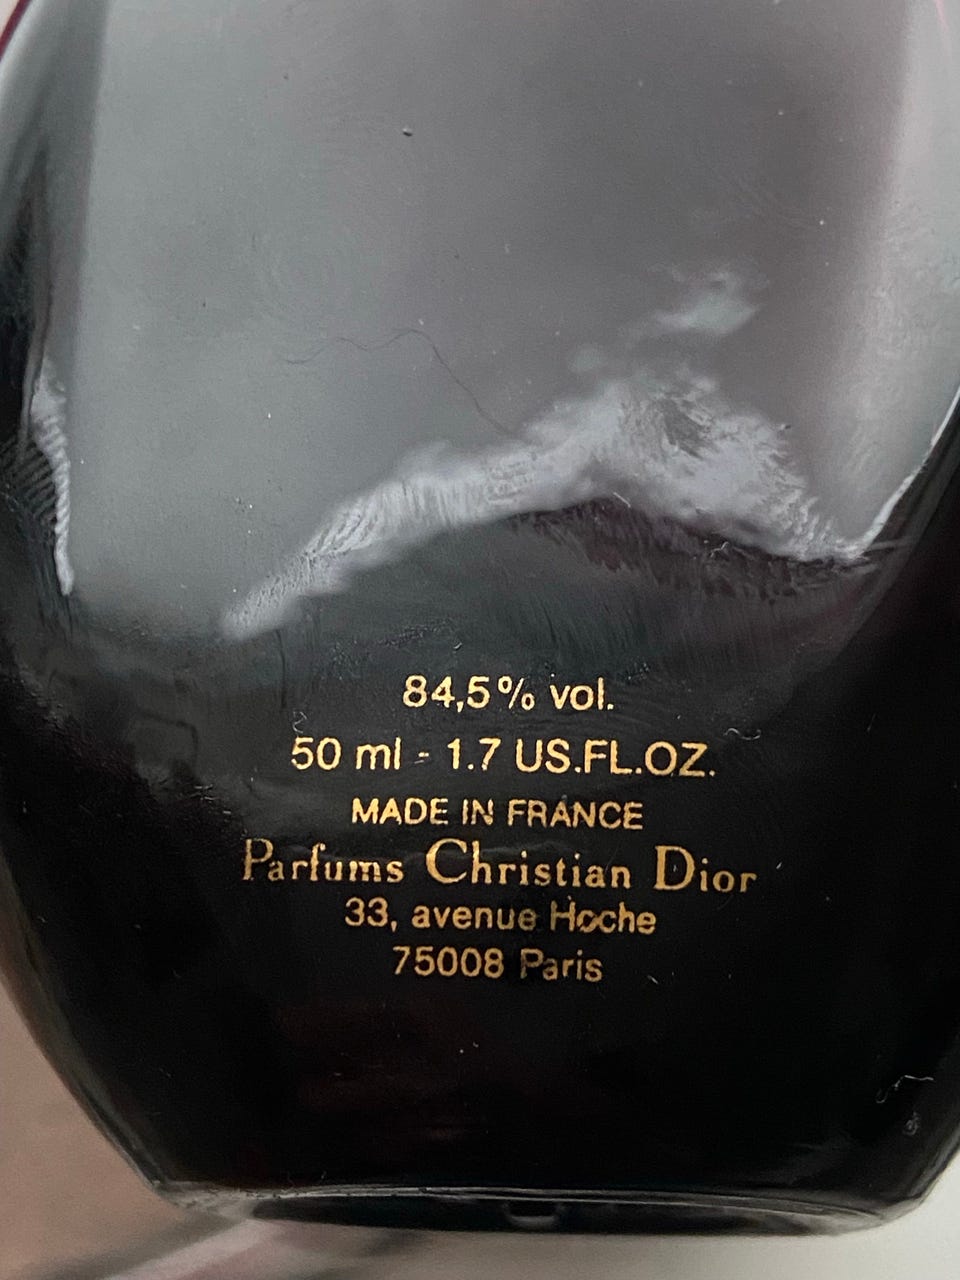 84,5% vol.
50 ml - 1.7 US.FL.OZ.
MADE IN FRANCE
Parfums Christian Dior
33, avenue Hoche
75008 Paris